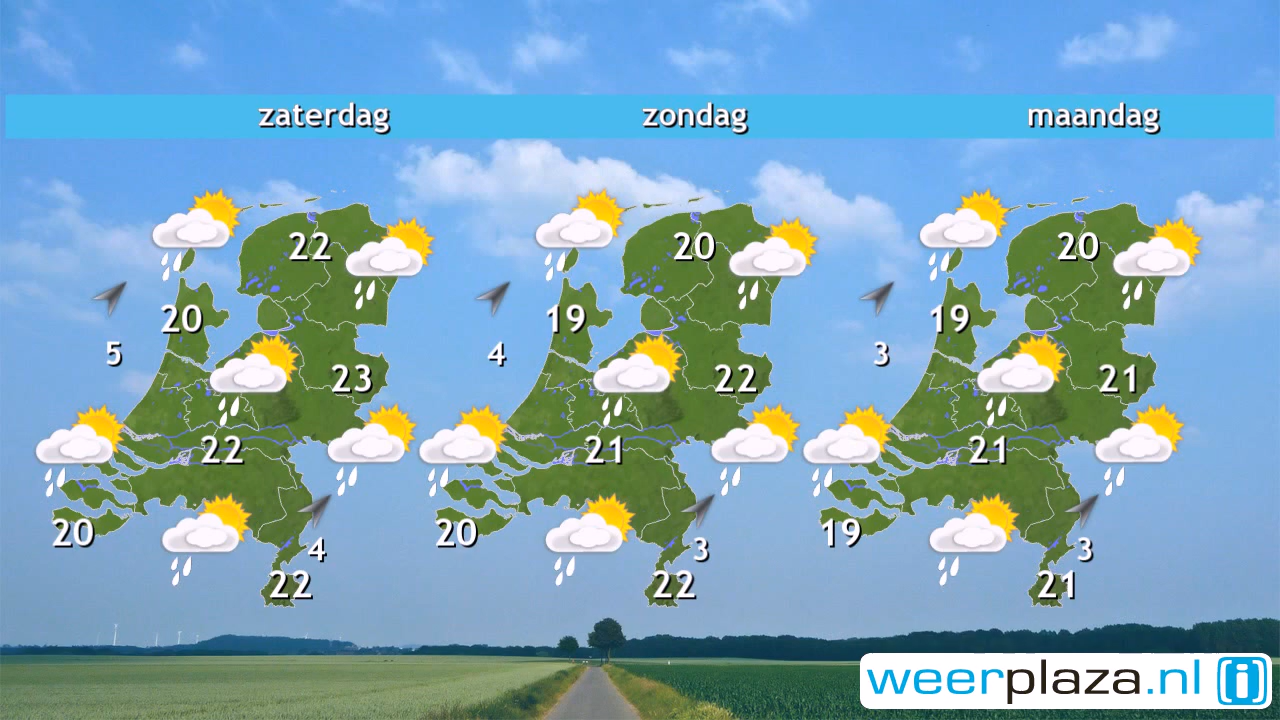 zaterdag zondag maandag
22 20 20
20 19 19
5 4 3
23 22 21
22 21 21
20 20 19
4 3 3
22 22 21
weerplaza.nl i